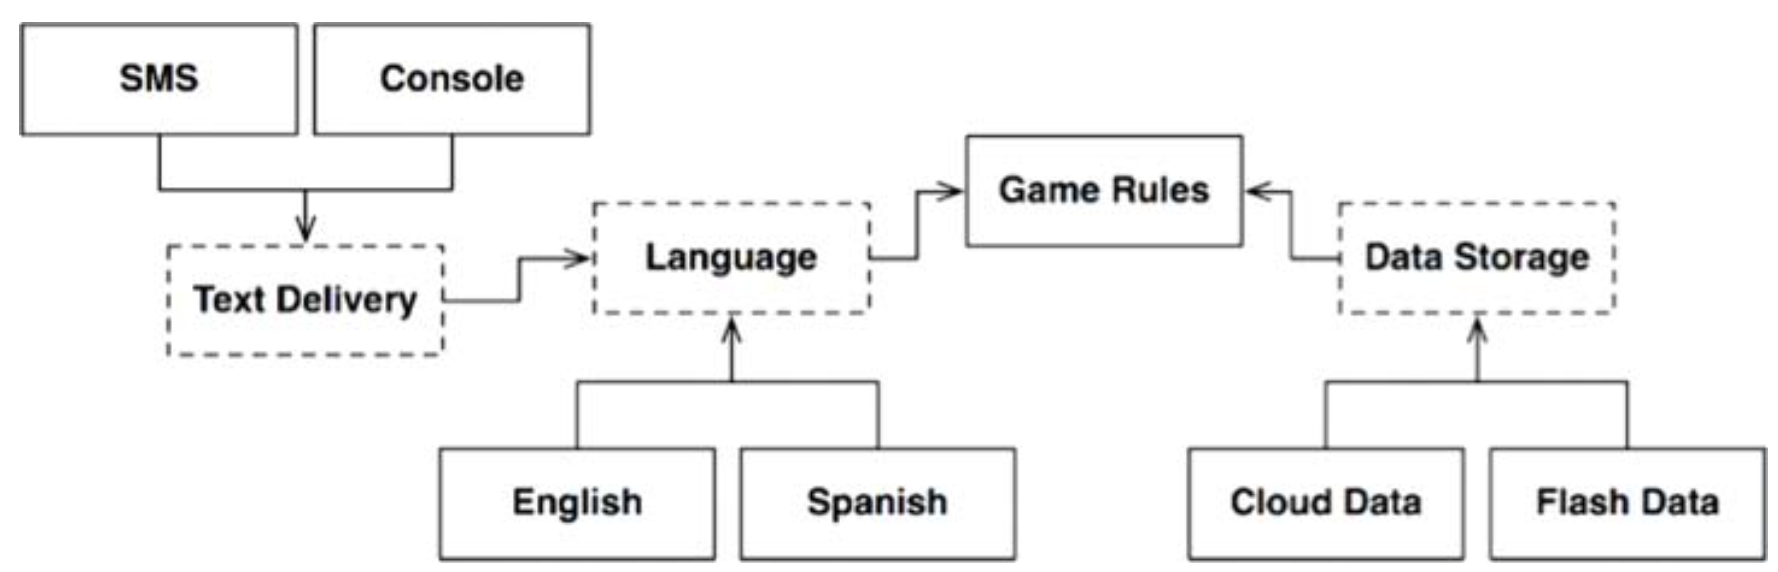 SMS
Console
Game Rules
Language
Data Storage
Text Delivery
English
Spanish
Cloud Data
Flash Data